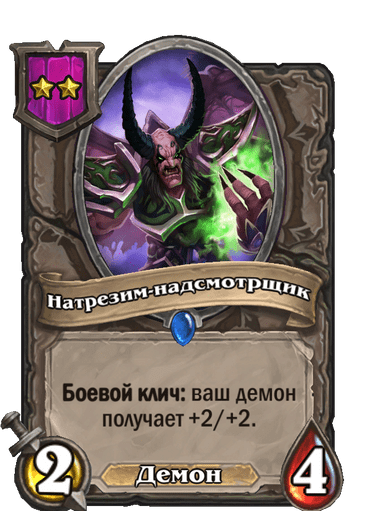 Натрезим-надсмотрщик
Боевой клич: ваш демон
получает +2/+2.
2
Демон
4